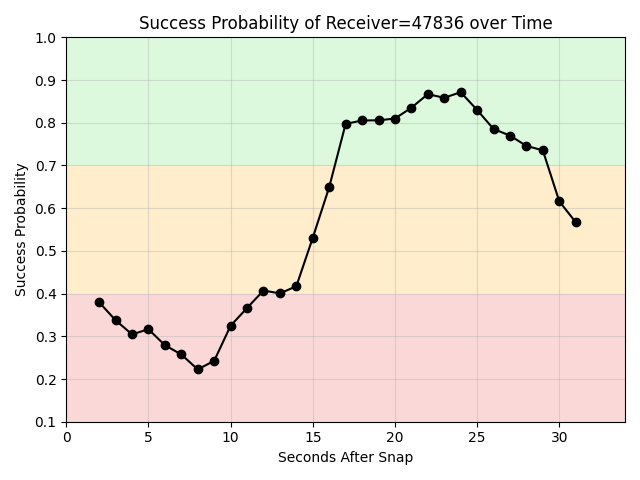 Success Probability of Receiver=47836 over Time
1.0
0.9
0.8
0.7
0.6
0.5
0.4
0.3
0.2
0.1
Success Probability
0 5 10 15 20 25 30
Seconds After Snap